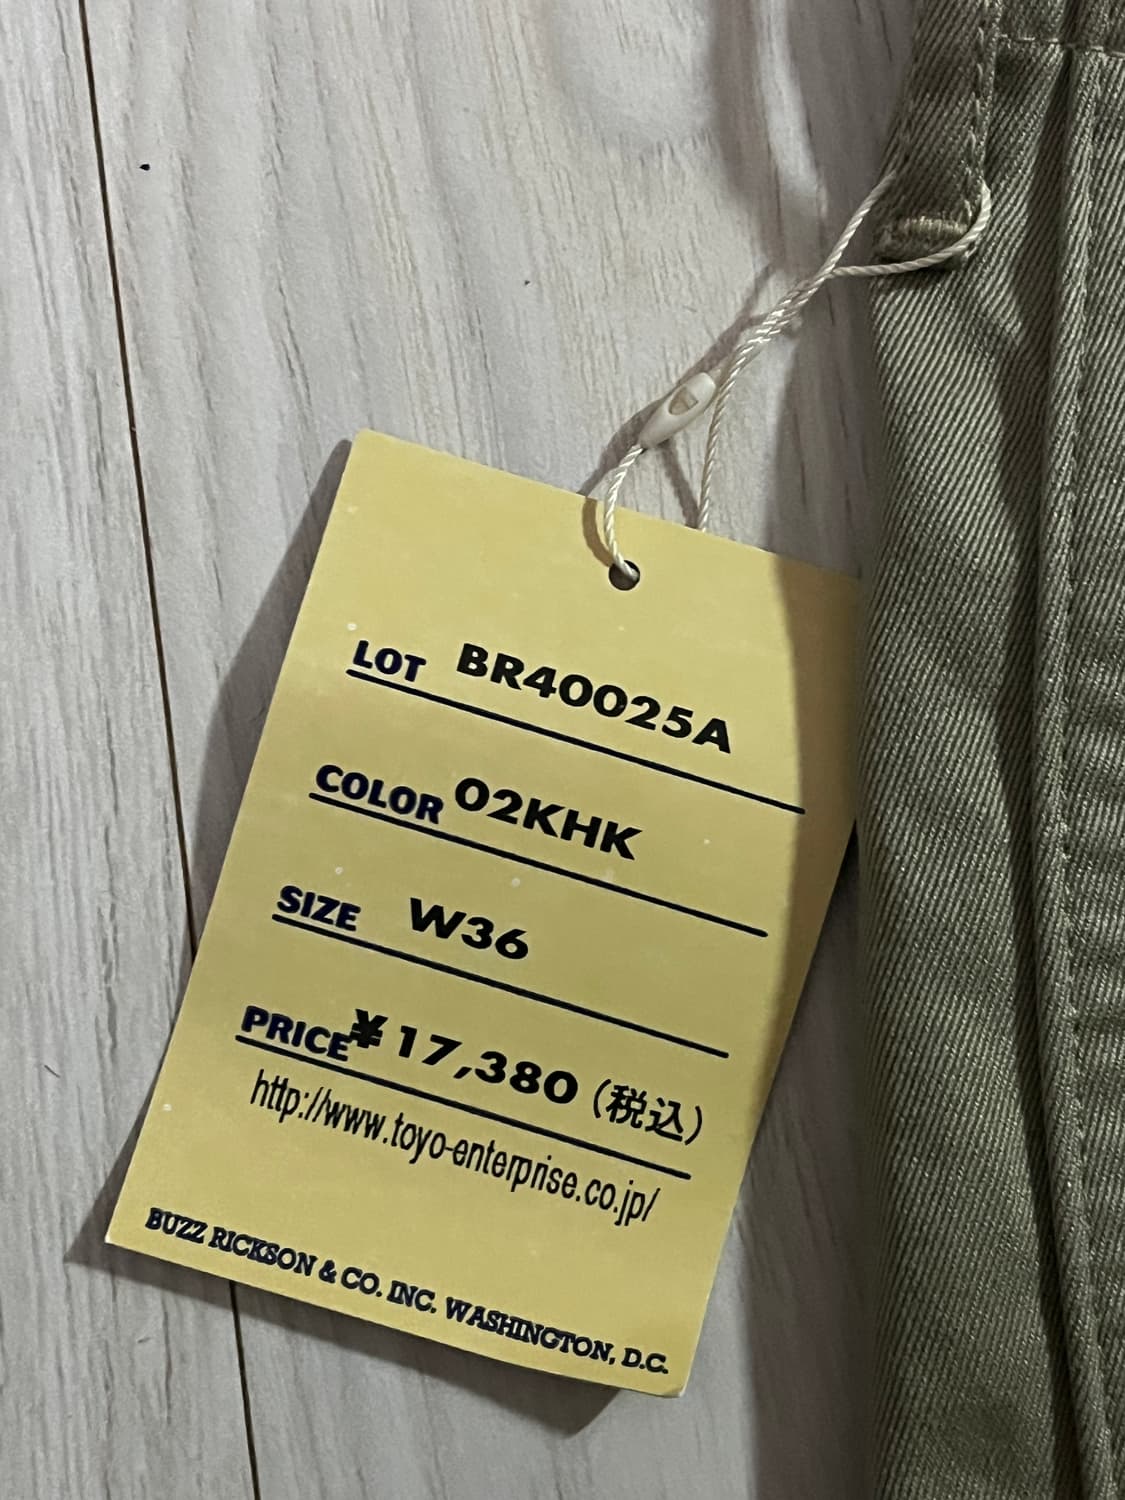 LOT BR40025A
COLOR 02KHK
SIZE W36
PRICE ¥17,380(税込)
http://www.toyo-enterprise.co.jp/
BUZZ RICKSON & CO. INC. WASHINGTON, D.C.